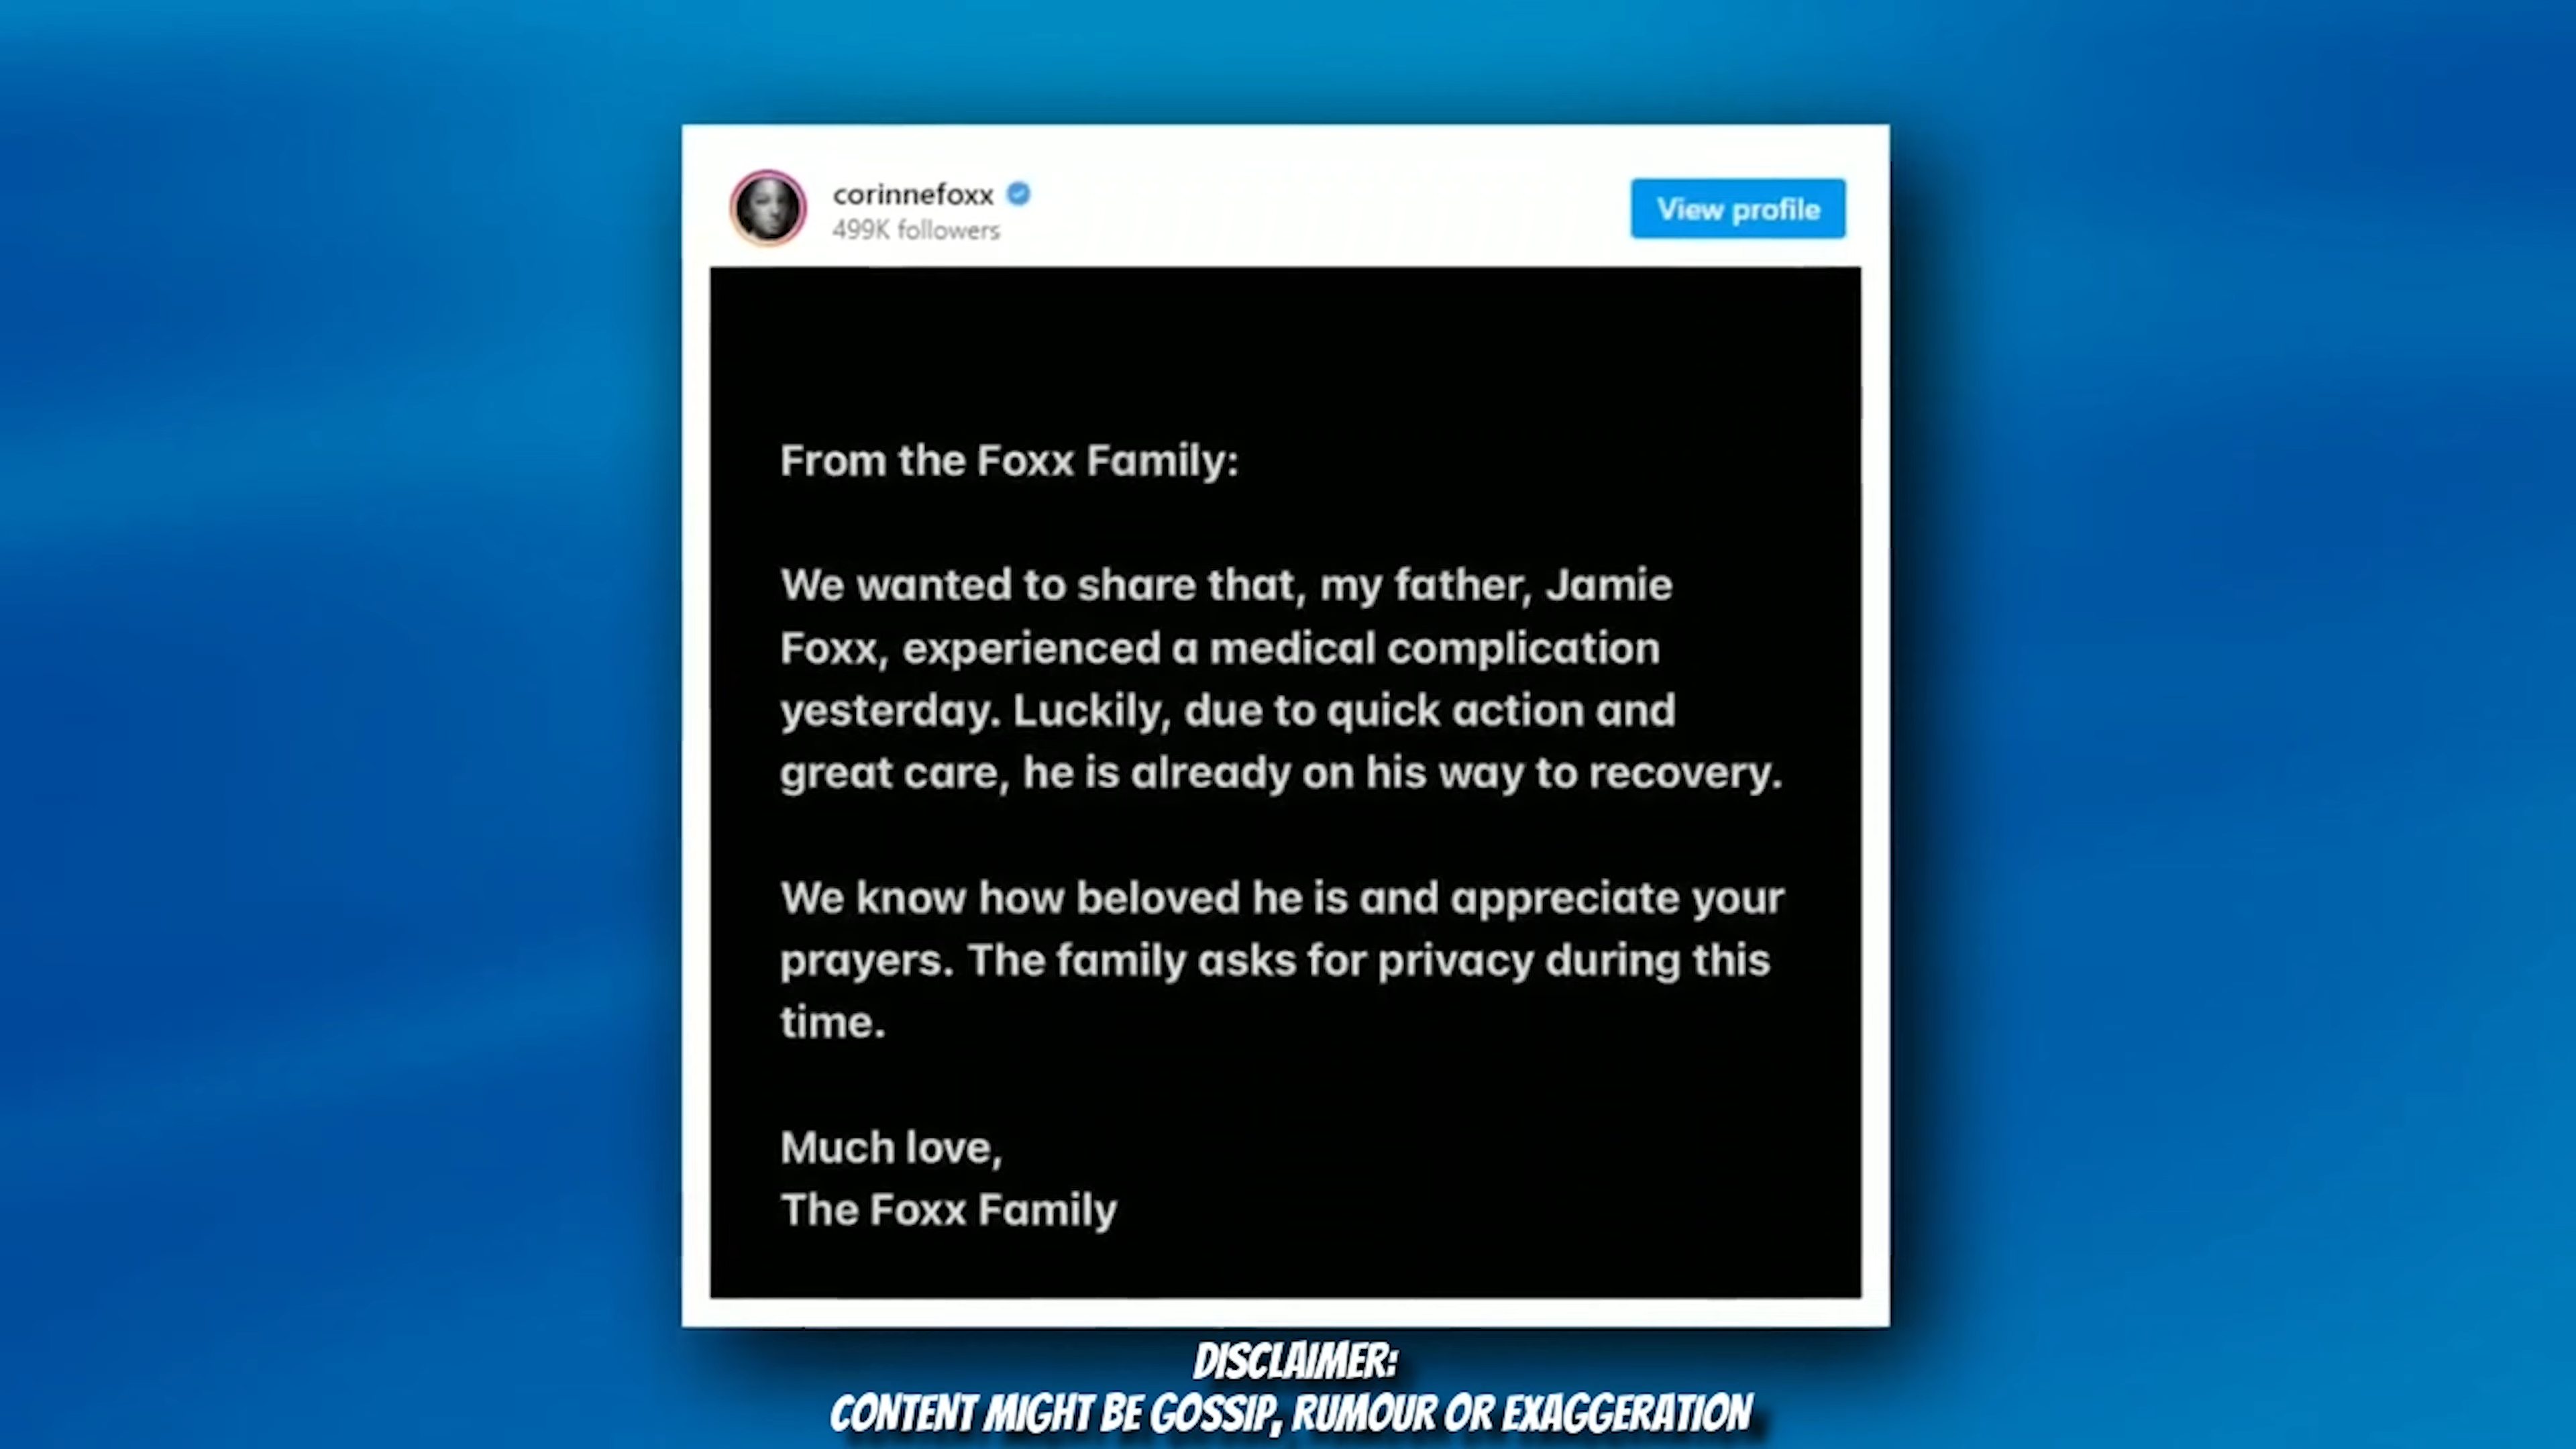 corinnefoxx
499K followers
View profile
From the Foxx Family:
We wanted to share that, my father, Jamie
Foxx, experienced a medical complication
yesterday. Luckily, due to quick action and
great care, he is already on his way to recovery.
We know how beloved he is and appreciate your
prayers. The family asks for privacy during this
time.
Much love,
The Foxx Family
DISCLAIMER:
CONTENT MIGHT BE GOSSIP, RUMOUR OR EXAGGERATION